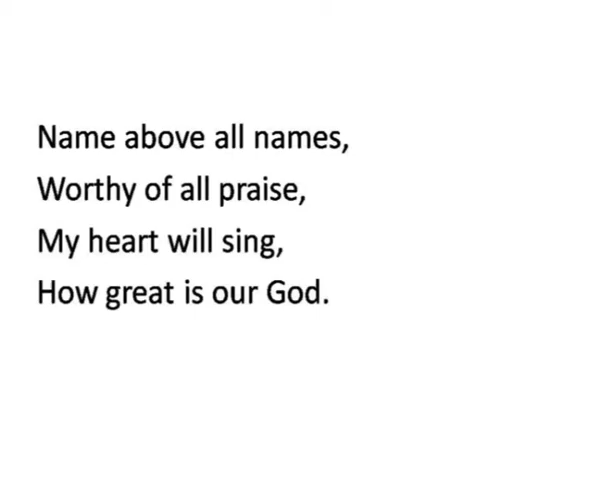 Name above all names,
Worthy of all praise,
My heart will sing,
How great is our God.